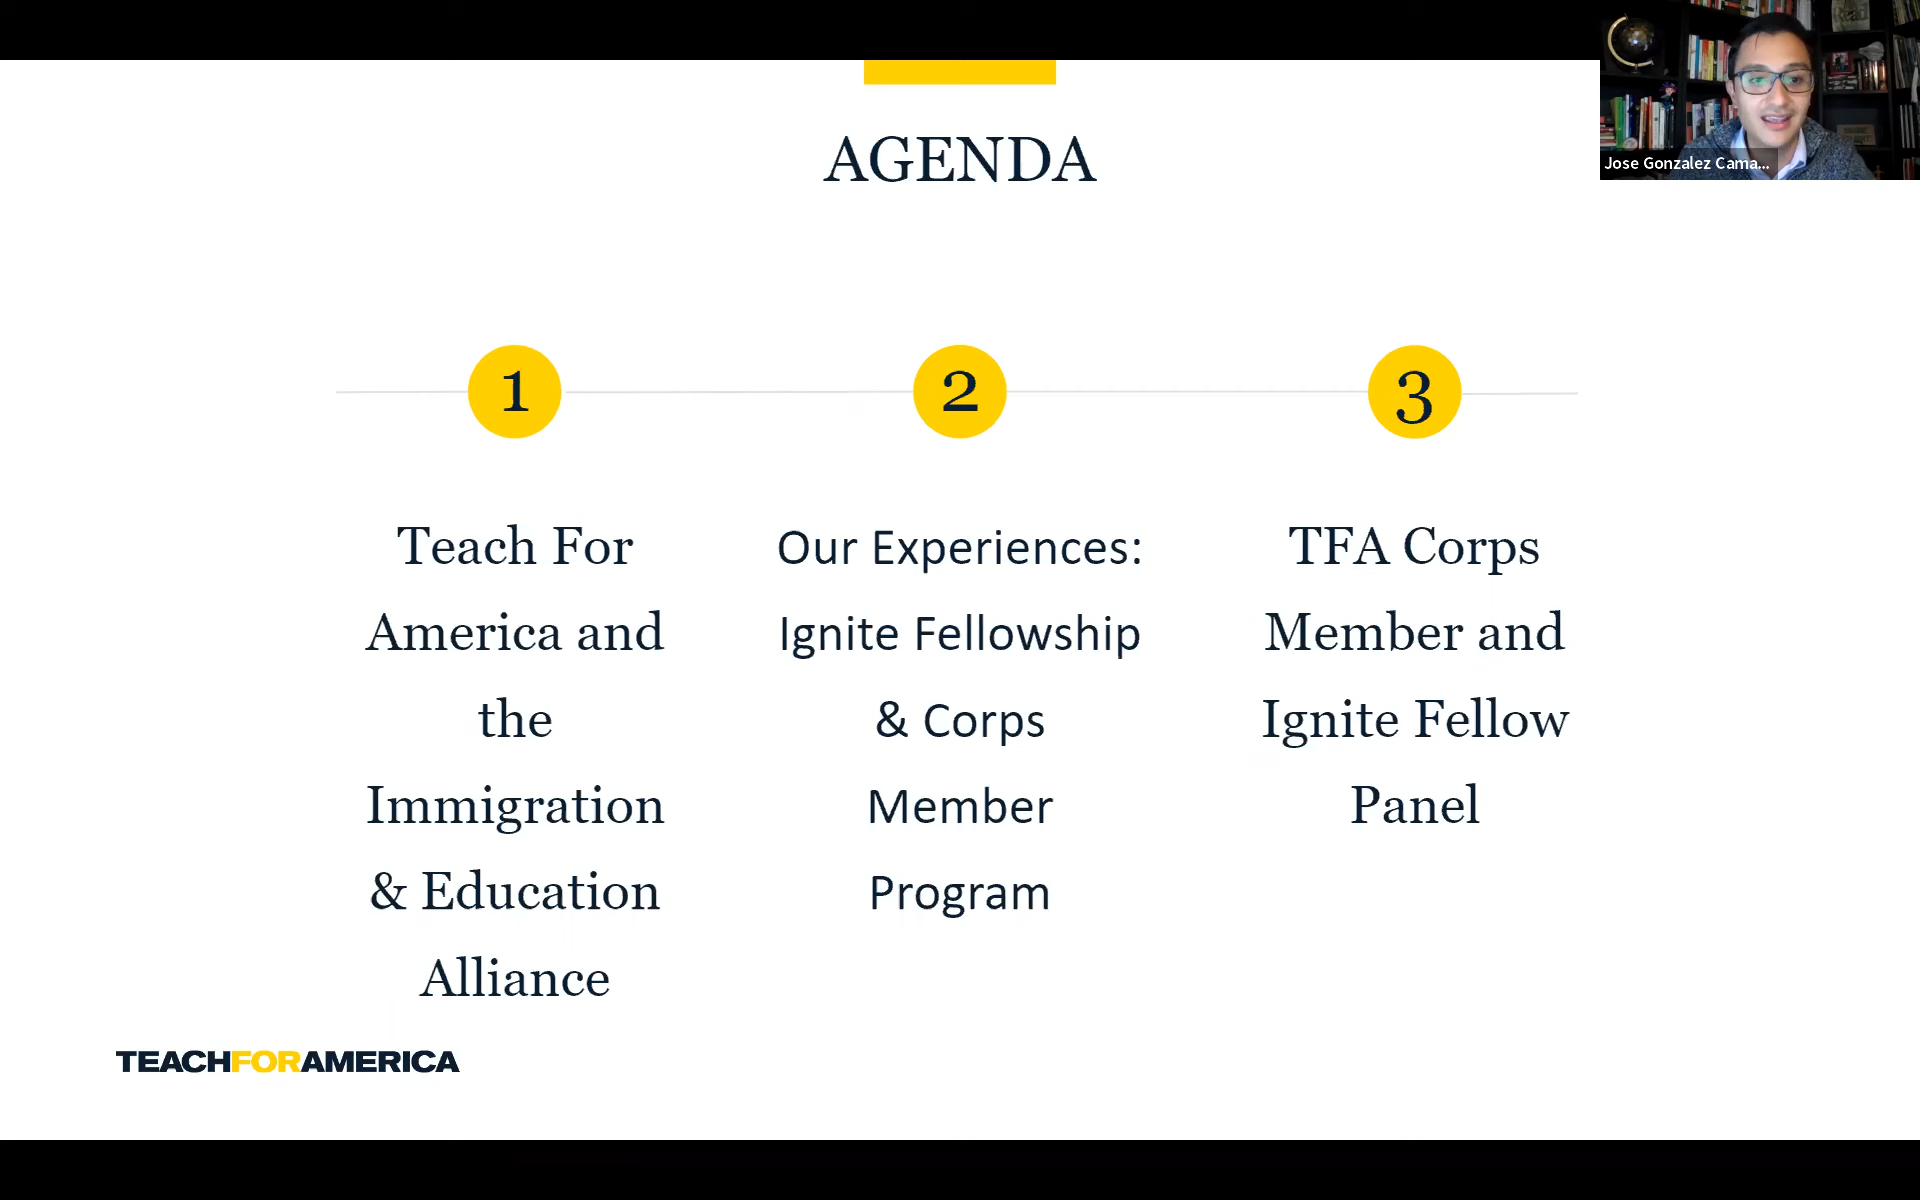 AGENDA
Jose Gonzalez Cama...
1
2
3
Teach For
America and
the
Immigration
& Education
Alliance
Our Experiences:
Ignite Fellowship
& Corps
Member
Program
TFA Corps
Member and
Ignite Fellow
Panel
TEACHFORAMERICA
Read